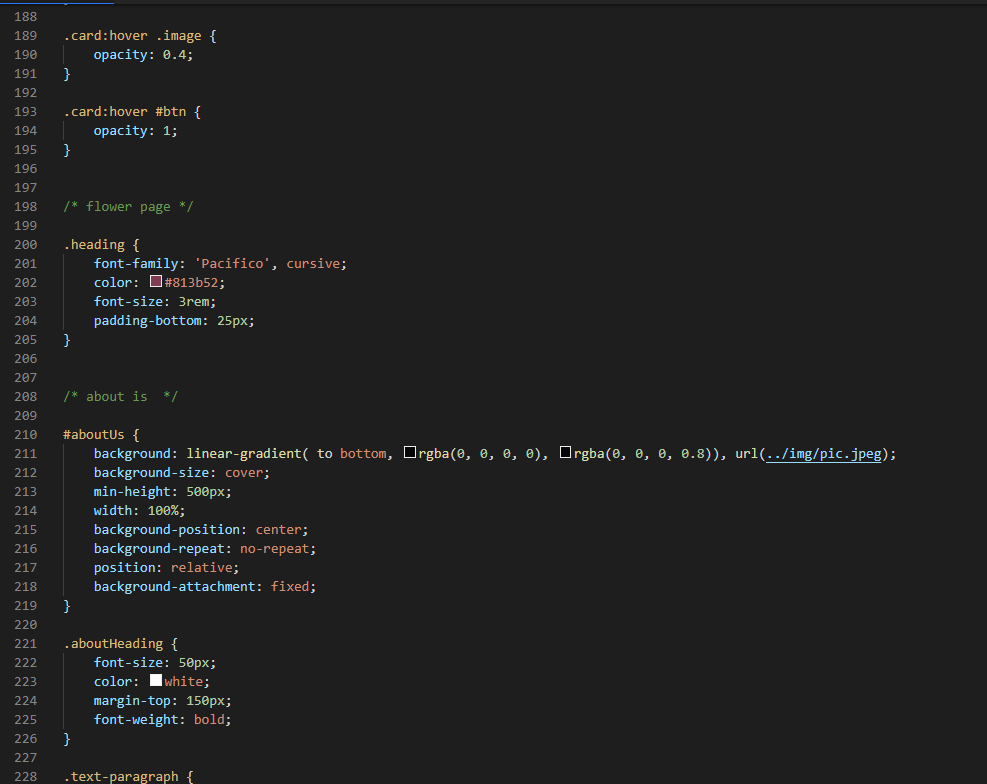 188
189 .card:hover .image {
190     opacity: 0.4;
191 }
192
193 .card:hover #btn {
194     opacity: 1;
195 }
196
197
198 /* flower page */
199
200 .heading {
201     font-family: 'Pacifico', cursive;
202     color: #813b52;
203     font-size: 3rem;
204     padding-bottom: 25px;
205 }
206
207
208 /* about is  */
209
210 #aboutUs {
211     background: linear-gradient( to bottom, rgba(0, 0, 0, 0), rgba(0, 0, 0, 0.8)), url(../img/pic.jpeg);
212     background-size: cover;
213     min-height: 500px;
214     width: 100%;
215     background-position: center;
216     background-repeat: no-repeat;
217     position: relative;
218     background-attachment: fixed;
219 }
220
221 .aboutHeading {
222     font-size: 50px;
223     color: white;
224     margin-top: 150px;
225     font-weight: bold;
226 }
227
228 .text-paragraph {